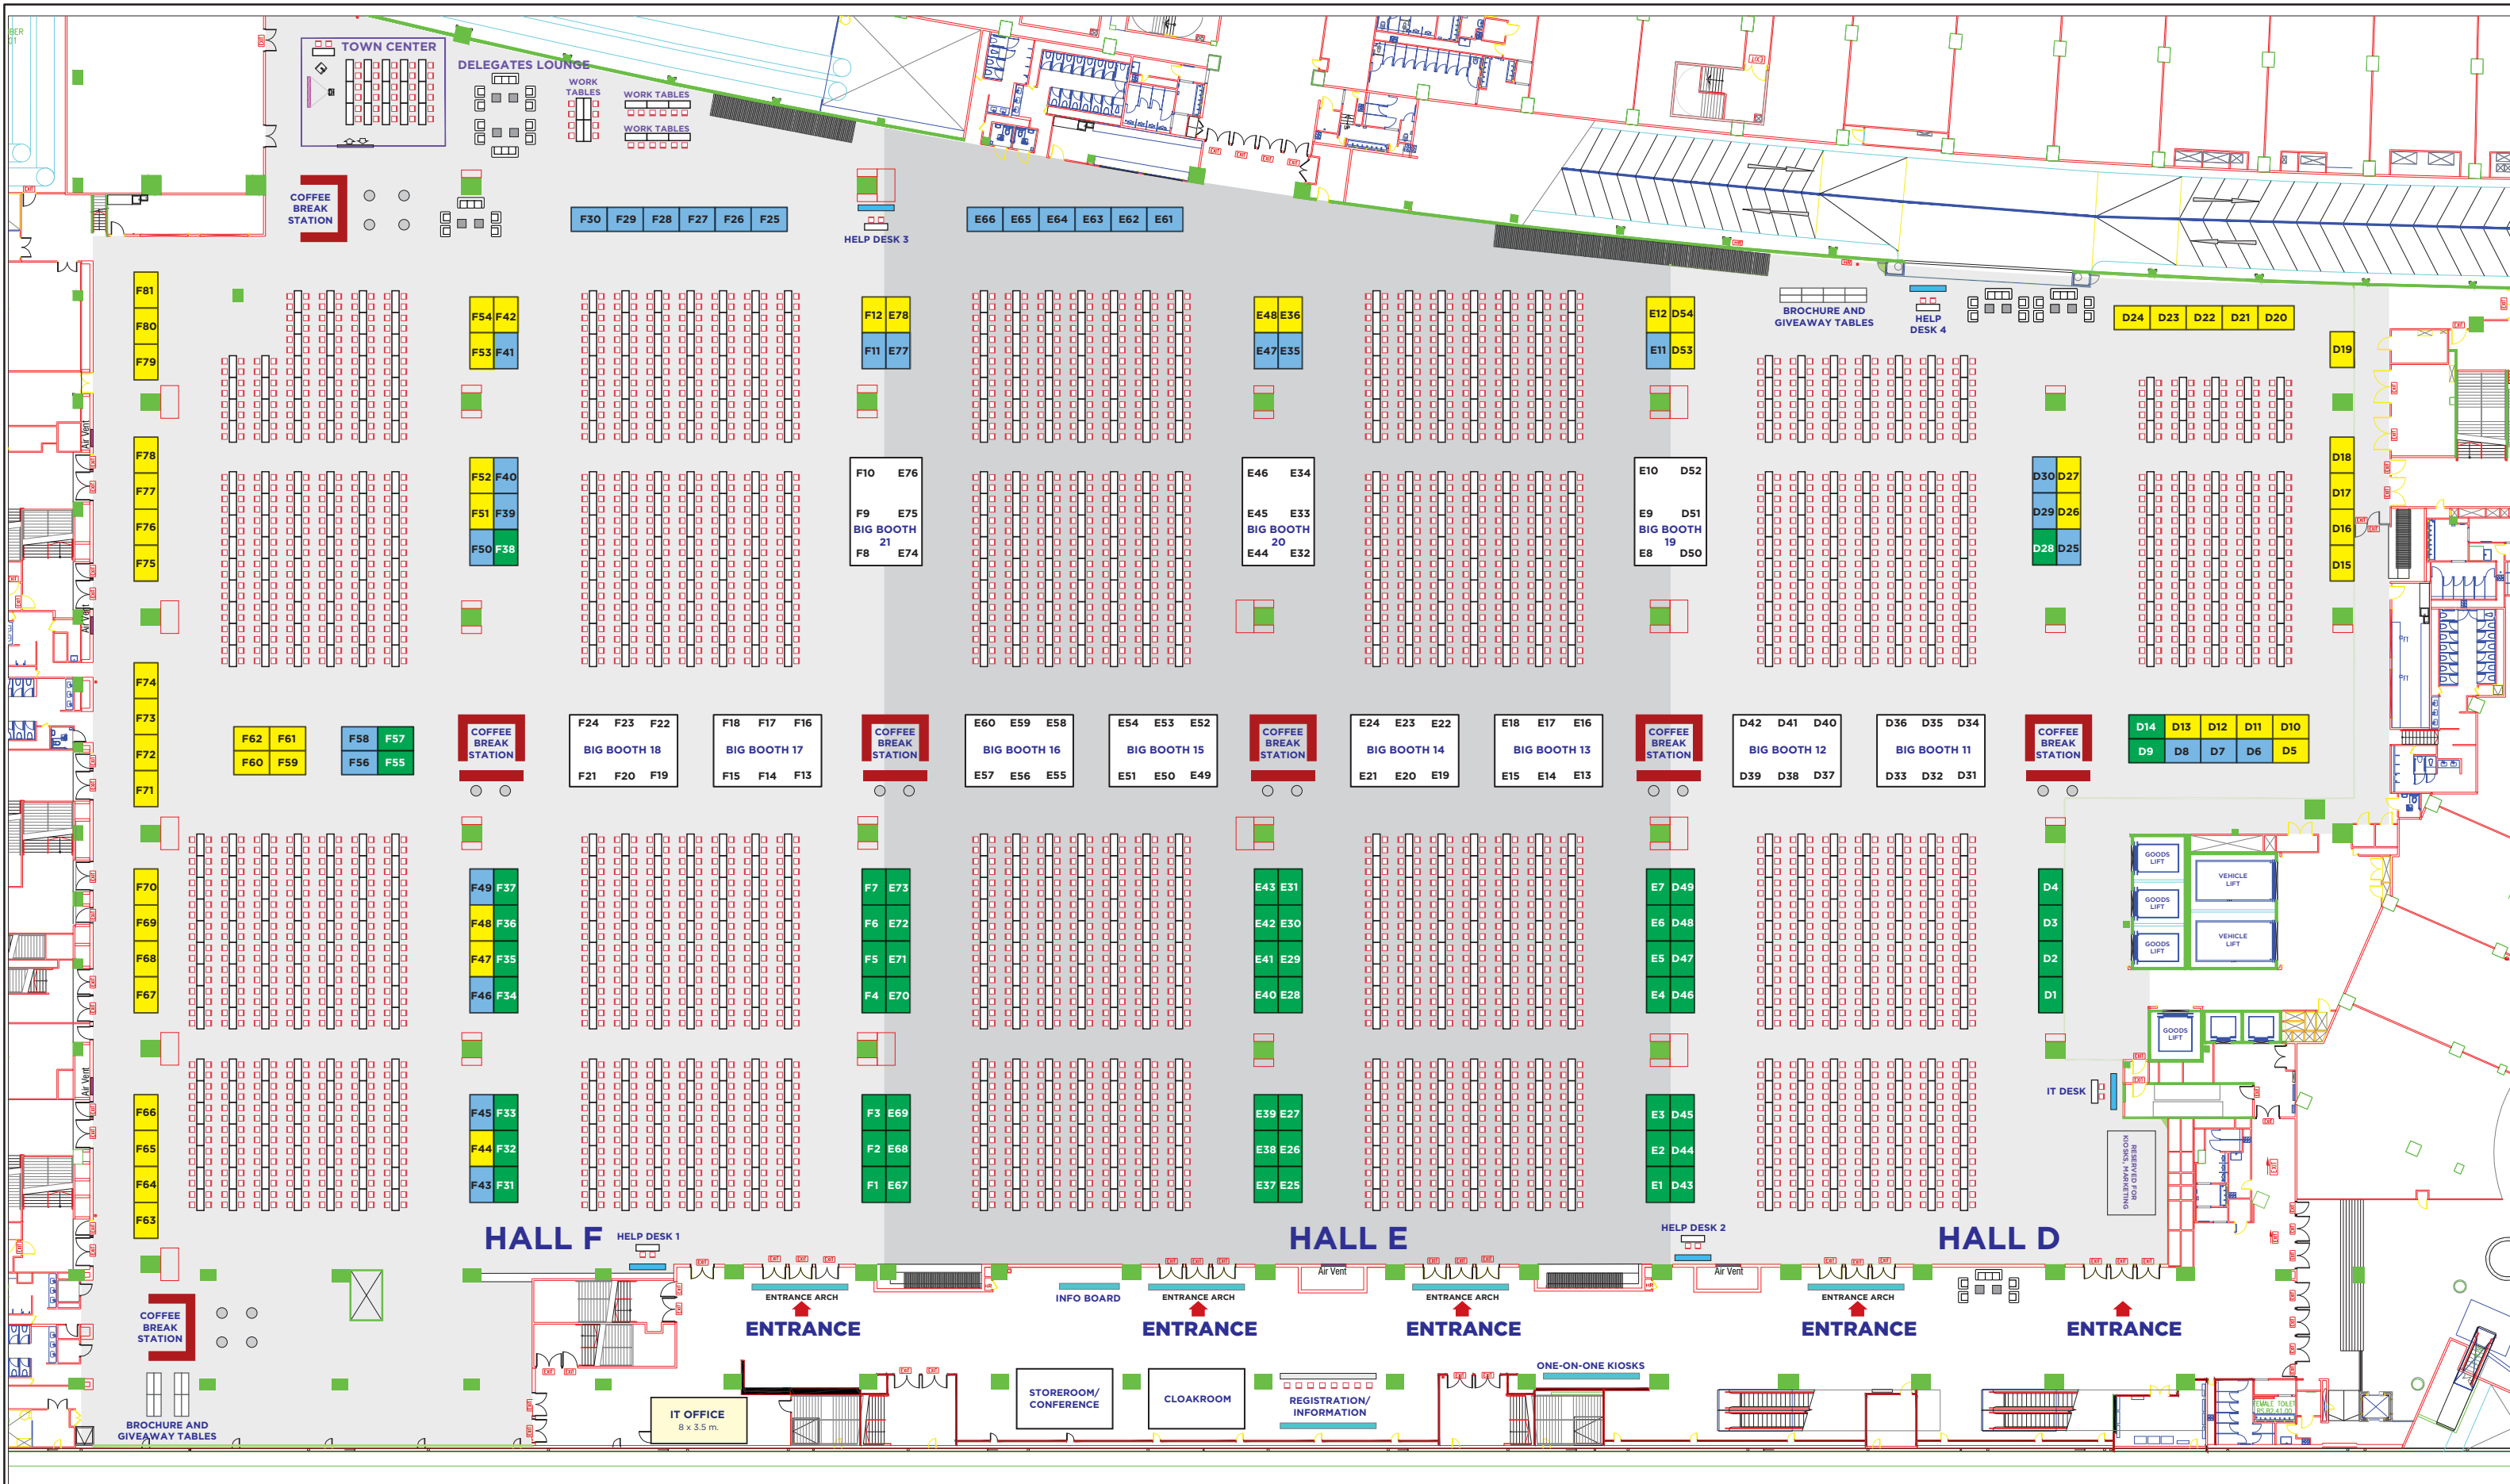 TOWN CENTER
DELEGATES LOUNGE
WORK
TABLES
WORK TABLES
WORK TABLES
COFFEE
BREAK
STATION
F30 F29 F28 F27 F26 F25
HELP DESK 3
E66 E65 E64 E63 E62 E61
BROCHURE AND
GIVEAWAY TABLES
HELP
DESK 4
D24 D23 D22 D21 D20
D19
F81
F80
F79
F54 F42
F53 F41
F12 E78
F11 E77
E48 E36
E47 E35
E12 D54
E11 D53
Air Vent
F78
F77
F76
F75
F52 F40
F51 F39
F50 F38
F10 E76
F9 E75
BIG BOOTH
21
F8 E74
E46 E34
E45 E33
BIG BOOTH
20
E44 E32
E10 D52
E9 D51
BIG BOOTH
19
E8 D50
D30 D27
D29 D26
D28 D25
D18
D17
D16
D15
Air Vent
F74
F73
F72
F71
F62 F61
F60 F59
F58 F57
F56 F55
COFFEE
BREAK
STATION
F24 F23 F22
BIG BOOTH 18
F21 F20 F19
F18 F17 F16
BIG BOOTH 17
F15 F14 F13
COFFEE
BREAK
STATION
E60 E59 E58
BIG BOOTH 16
E57 E56 E55
E54 E53 E52
BIG BOOTH 15
E51 E50 E49
COFFEE
BREAK
STATION
E24 E23 E22
BIG BOOTH 14
E21 E20 E19
E18 E17 E16
BIG BOOTH 13
E15 E14 E13
COFFEE
BREAK
STATION
D42 D41 D40
BIG BOOTH 12
D39 D38 D37
D36 D35 D34
BIG BOOTH 11
D33 D32 D31
COFFEE
BREAK
STATION
D14 D13 D12 D11 D10
D9 D8 D7 D6 D5
F70
F69
F68
F67
F49 F37
F48 F36
F47 F35
F46 F34
F7 E73
F6 E72
F5 E71
F4 E70
E43 E31
E42 E30
E41 E29
E40 E28
E7 D49
E6 D48
E5 D47
E4 D46
D4
D3
D2
D1
GOODS
LIFT
GOODS
LIFT
GOODS
LIFT
VEHICLE
LIFT
VEHICLE
LIFT
GOODS
LIFT
Air Vent
IT DESK
F66
F65
F64
F63
F45 F33
F44 F32
F43 F31
F3 E69
F2 E68
F1 E67
E39 E27
E38 E26
E37 E25
E3 D45
E2 D44
E1 D43
RESERVED FOR
KIOSKS, MARKETING
HALL F
HELP DESK 1
HALL E
HELP DESK 2
HALL D
Air Vent
Air Vent
ENTRANCE ARCH
INFO BOARD
ENTRANCE ARCH
ENTRANCE ARCH
ENTRANCE ARCH
ENTRANCE
ENTRANCE
ENTRANCE
ENTRANCE
ENTRANCE
COFFEE
BREAK
STATION
BROCHURE AND
GIVEAWAY TABLES
IT OFFICE
8 x 3.5 m.
STOREROOM/
CONFERENCE
CLOAKROOM
REGISTRATION/
INFORMATION
ONE-ON-ONE KIOSKS
FEMALE TOILET